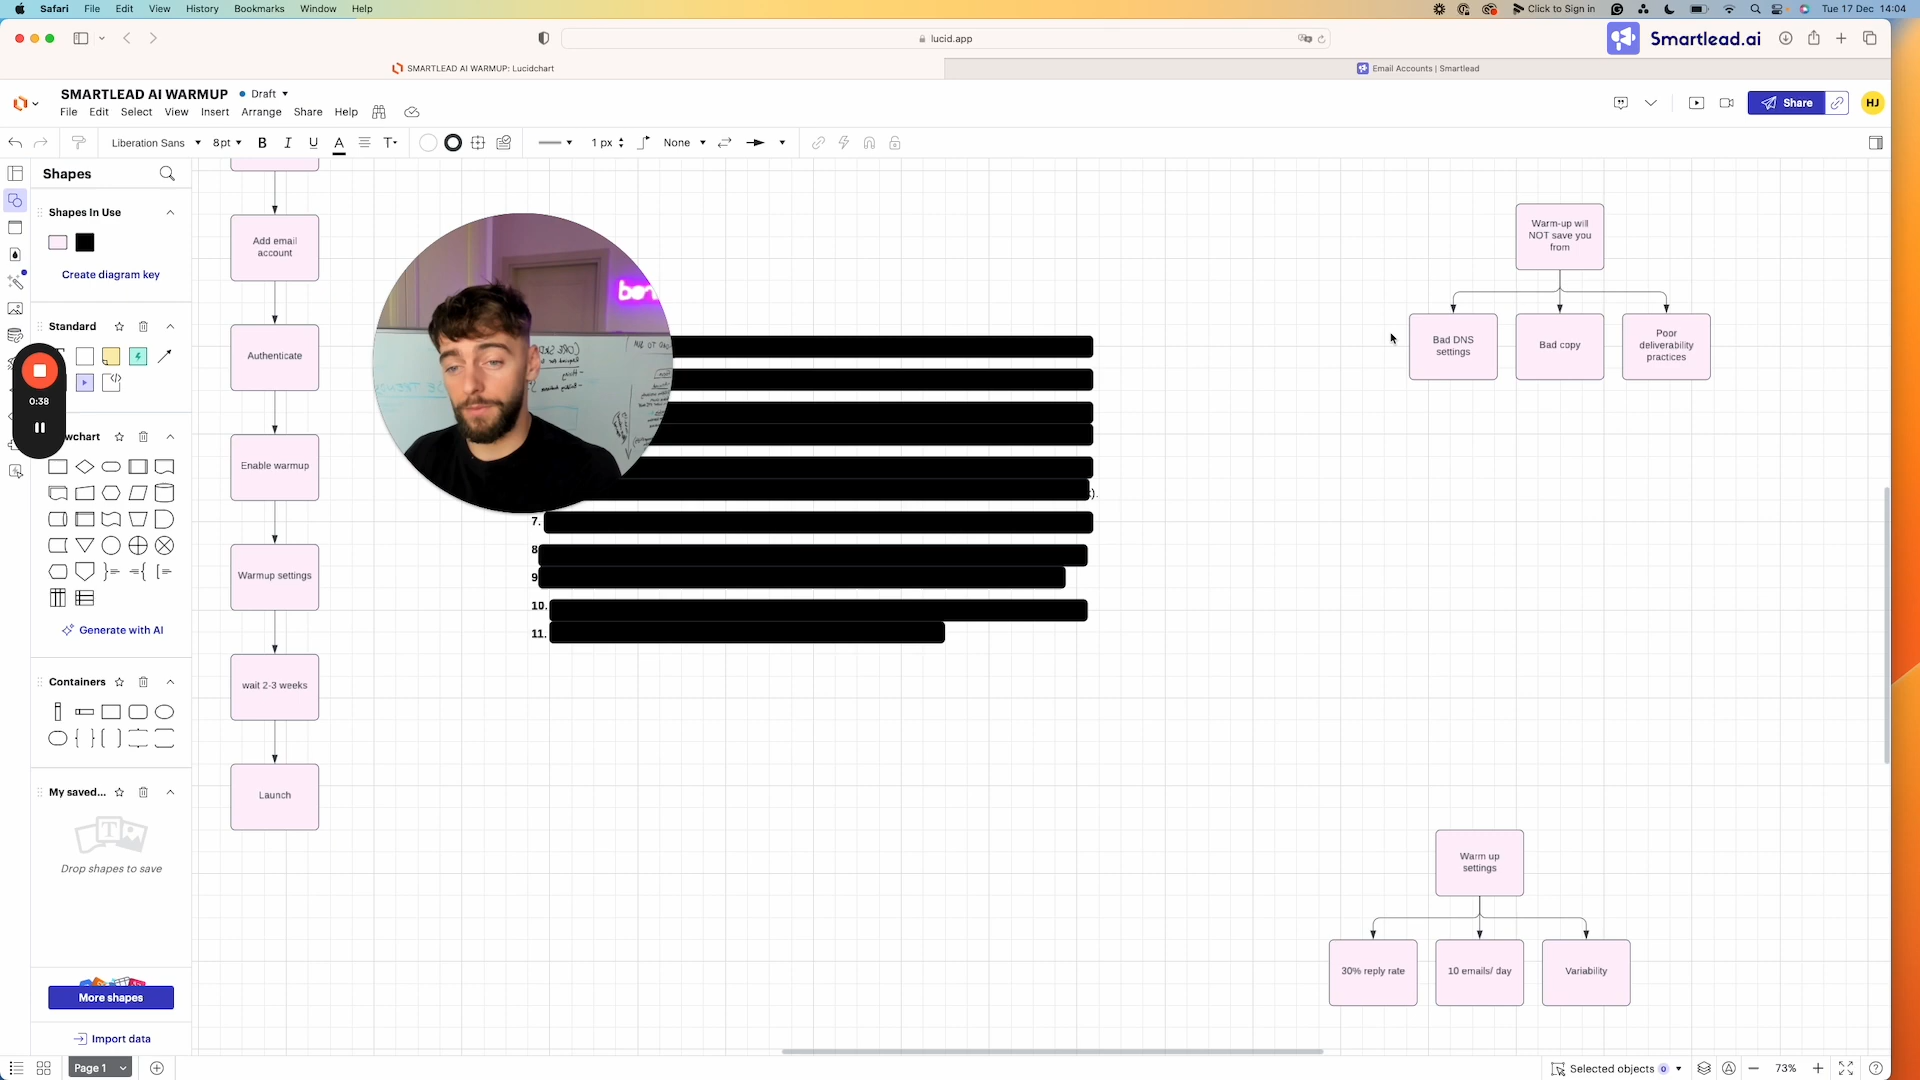 Safari File Edit View History Bookmarks Window Help
Click to Sign in
Tue 17 Dec 14:04
lucid.app
Smartlead.ai
SMARTLEAD AI WARMUP: Lucidchart
Email Accounts | Smartlead
SMARTLEAD AI WARMUP
Draft
File Edit Select View Insert Arrange Share Help
Share
HJ
Liberation Sans
8pt
B I U A T
1 px
None
Shapes
Shapes In Use
Create diagram key
Standard
0:38
wchart
Generate with AI
Containers
My saved...
T
Drop shapes to save
More shapes
Import data
Page 1
Selected objects 0
73%
Add email
account
Authenticate
Enable warmup
Warmup settings
wait 2-3 weeks
Launch
7.
8
9
10.
11.
).
Warm-up will
NOT save you
from
Bad DNS
settings
Bad copy
Poor
deliverability
practices
Warm up
settings
30% reply rate
10 emails/ day
Variability